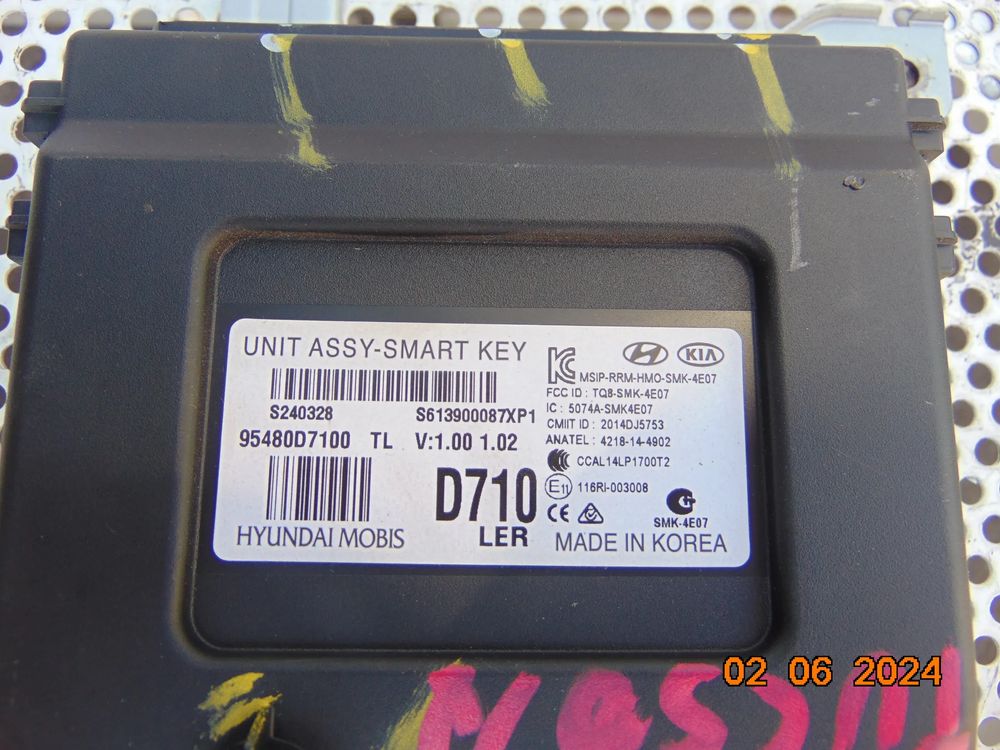 UNIT ASSY-SMART KEY
KIA
MSIP-RRM-HMO-SMK-4E07
FCC ID : TQ8-SMK-4E07
S240328 S613900087XP1
IC : 5074A-SMK4E07
CMIIT ID : 2014DJ5753
95480D7100 TL V:1.00 1.02
ANATEL : 4218-14-4902
CCAL14LP1700T2
D710
E11 116RI-003008
LER
CE
SMK-4E07
HYUNDAI MOBIS
MADE IN KOREA
02 06 2024